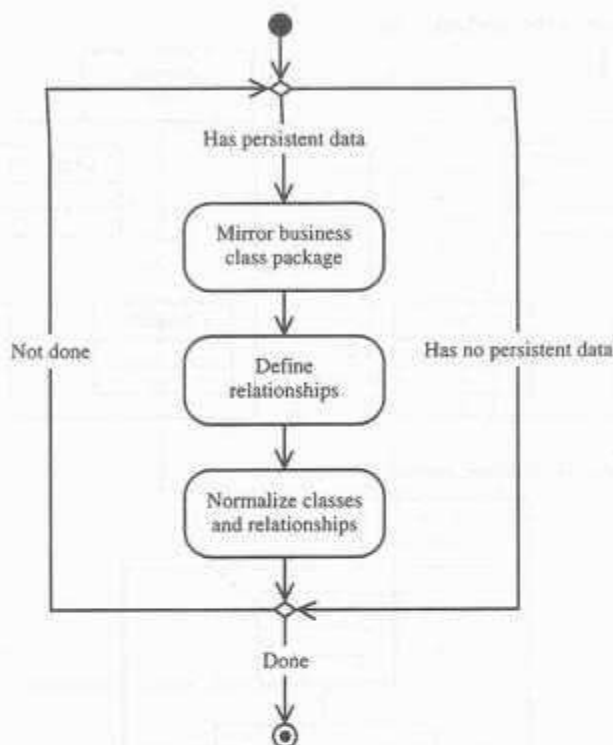 Has persistent data
Mirror business
class package
Not done
Has no persistent data
Define
relationships
Normalize classes
and relationships
Done